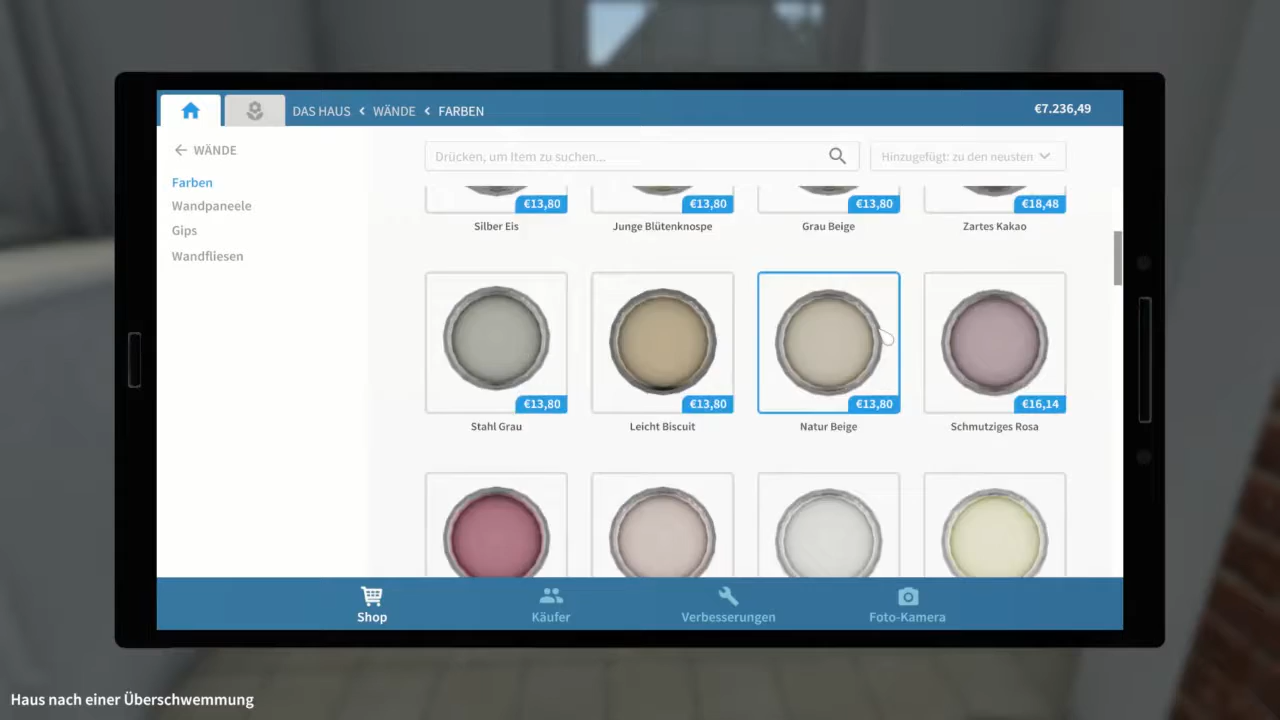 DAS HAUS < WÄNDE < FARBEN
€7.236,49
WÄNDE
Farben
Wandpaneele
Gips
Wandfliesen
Drücken, um Item zu suchen...
Hinzugefügt: zu den neusten
€13,80 €13,80 €13,80 €18,48
Silber Eis Junge Blütenknospe Grau Beige Zartes Kakao
€13,80 €13,80 €13,80 €16,14
Stahl Grau Leicht Biscuit Natur Beige Schmutziges Rosa
Shop Käufer Verbesserungen Foto-Kamera
Haus nach einer Überschwemmung